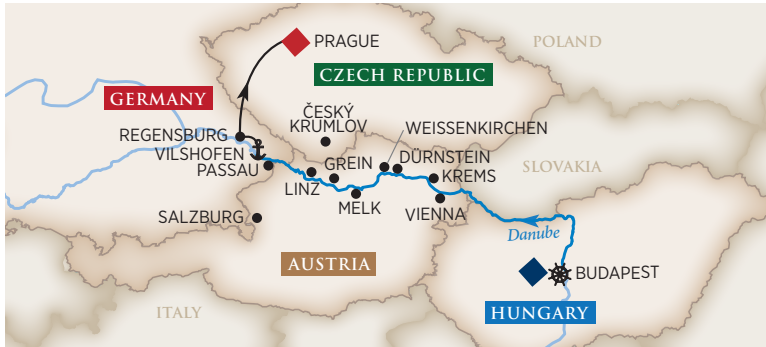 POLAND
PRAGUE
CZECH REPUBLIC
GERMANY
ČESKÝ
KRUMLOV
REGENSBURG
WEISSENKIRCHEN
VILSHOFEN
PASSAU
GREIN
DÜRNSTEIN
SLOVAKIA
LINZ
KREMS
MELK
VIENNA
SALZBURG
Danube
AUSTRIA
BUDAPEST
ITALY
HUNGARY